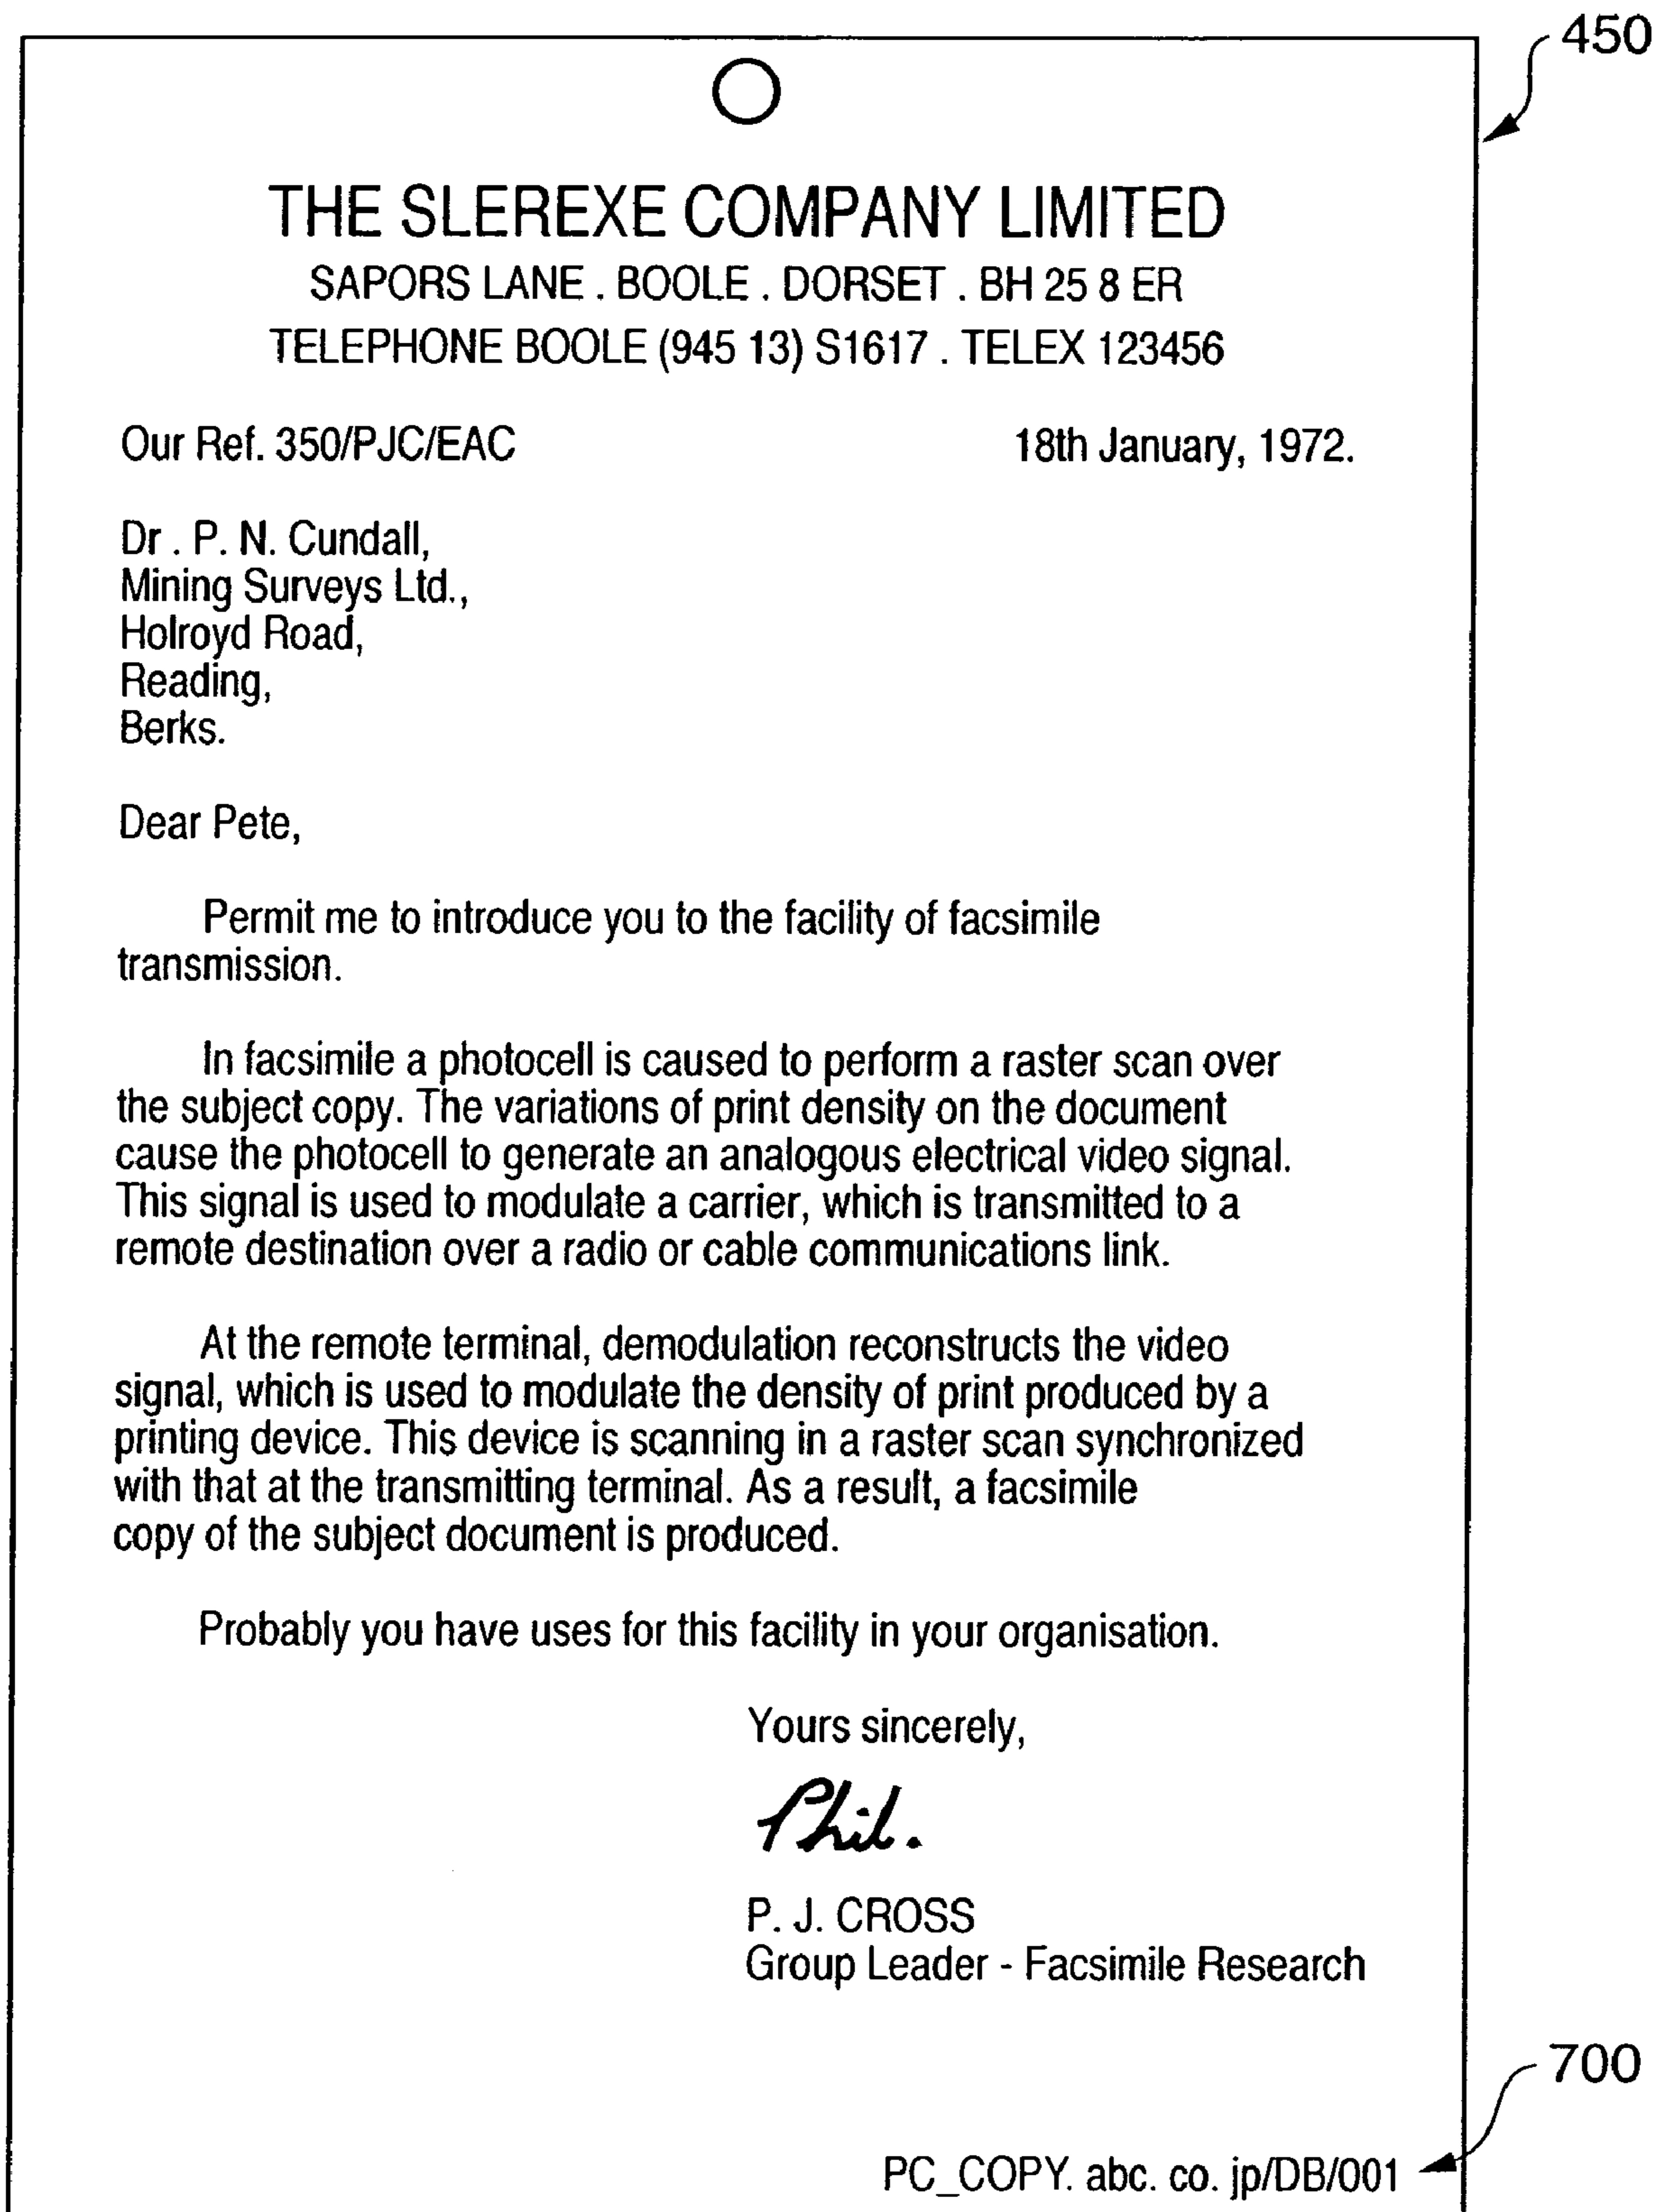 450
THE SLEREXE COMPANY LIMITED
SAPORS LANE . BOOLE . DORSET . BH 25 8 ER
TELEPHONE BOOLE (945 13) S1617 . TELEX 123456
Our Ref. 350/PJC/EAC 18th January, 1972.
Dr . P. N. Cundall,
Mining Surveys Ltd.,
Holroyd Road,
Reading,
Berks.
Dear Pete,
Permit me to introduce you to the facility of facsimile
transmission.
In facsimile a photocell is caused to perform a raster scan over
the subject copy. The variations of print density on the document
cause the photocell to generate an analogous electrical video signal.
This signal is used to modulate a carrier, which is transmitted to a
remote destination over a radio or cable communications link.
At the remote terminal, demodulation reconstructs the video
signal, which is used to modulate the density of print produced by a
printing device. This device is scanning in a raster scan synchronized
with that at the transmitting terminal. As a result, a facsimile
copy of the subject document is produced.
Probably you have uses for this facility in your organisation.
Yours sincerely,
Phil.
P. J. CROSS
Group Leader - Facsimile Research
700
PC_COPY. abc. co. jp/DB/001